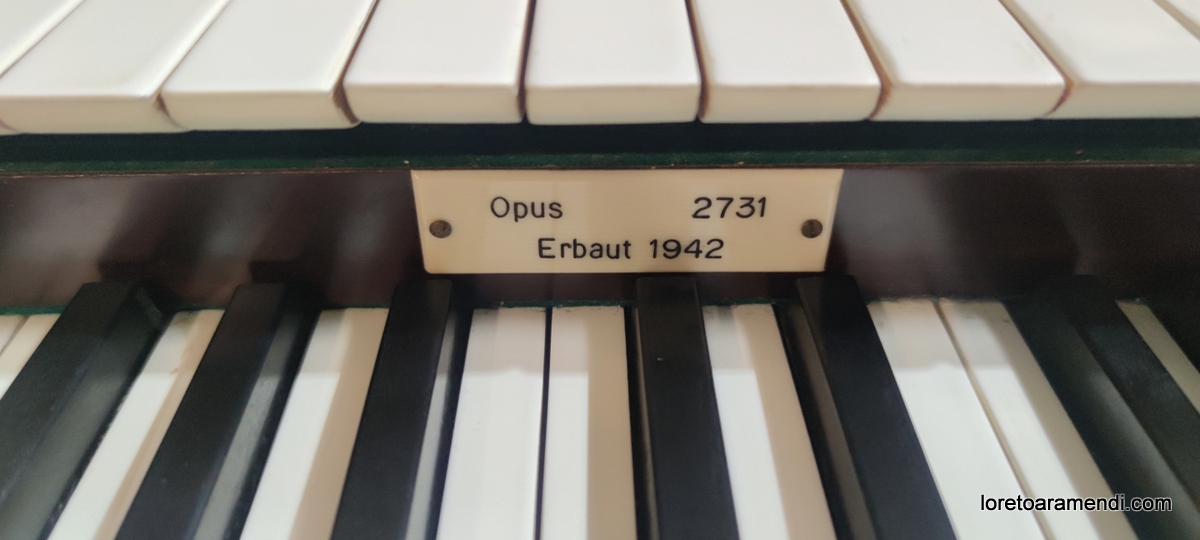 Opus 2731
Erbaut 1942
loretoaramendi.com